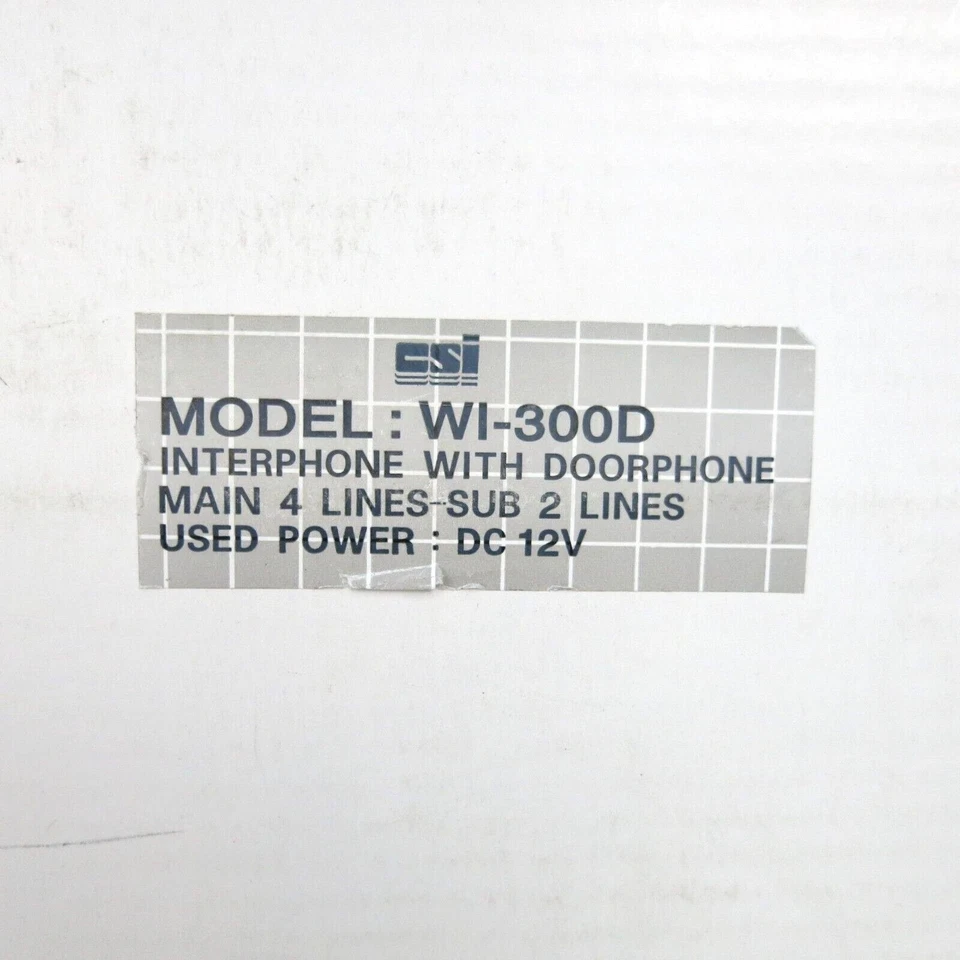 csi
MODEL : WI-300D
INTERPHONE WITH DOORPHONE
MAIN 4 LINES-SUB 2 LINES
USED POWER : DC 12V